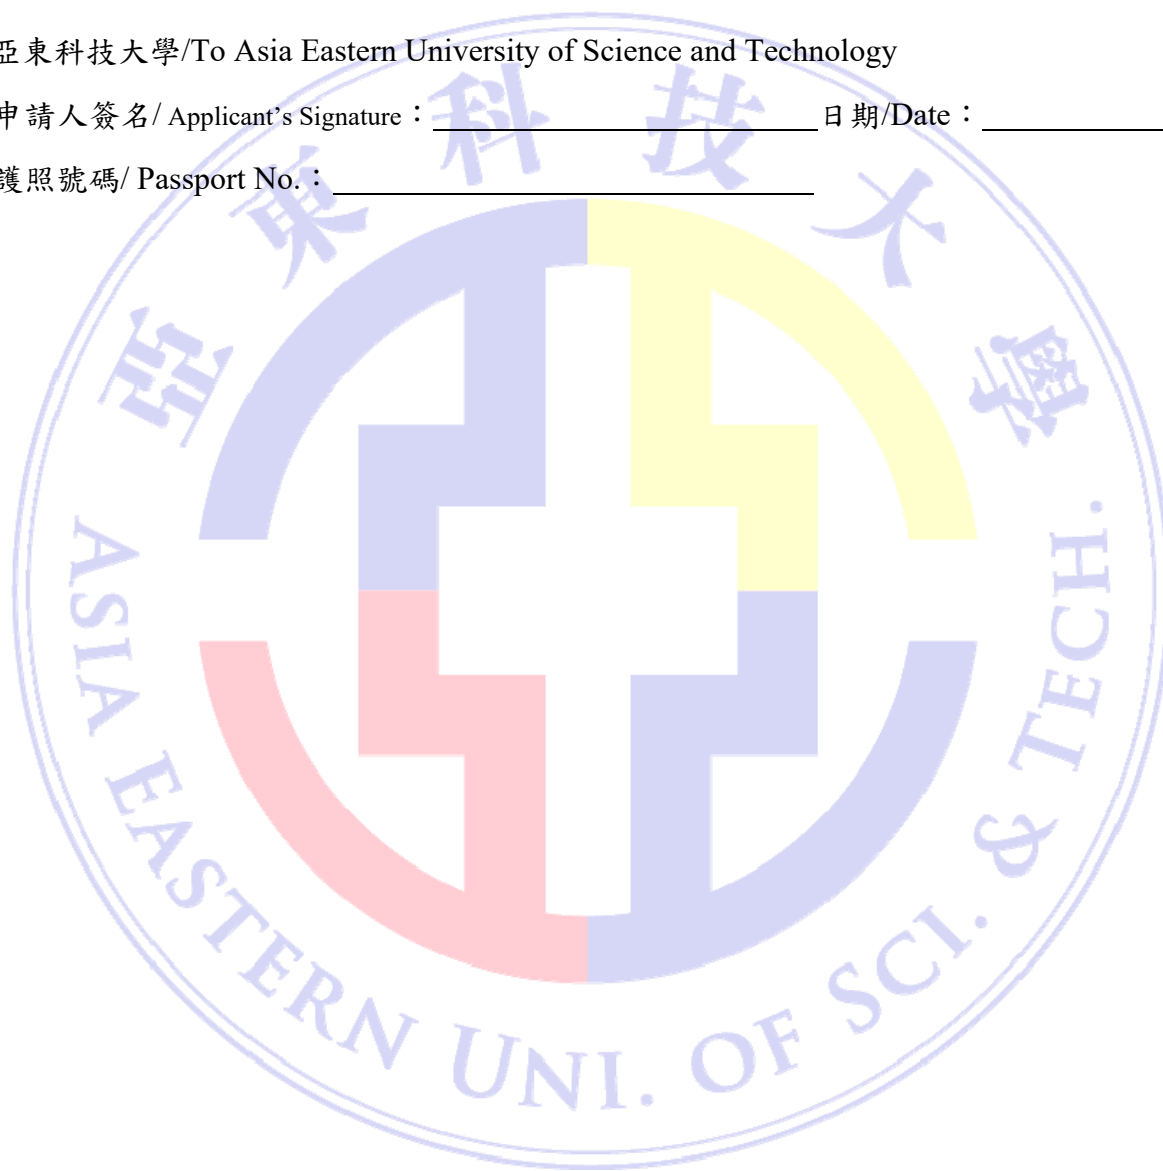 亞東科技大學/To Asia Eastern University of Science and Technology
申請人簽名/ Applicant's Signature：                    日期/Date：
護照號碼/ Passport No.：
亞東科技大學
ASIA EASTERN UNI. OF SCI. & TECH.